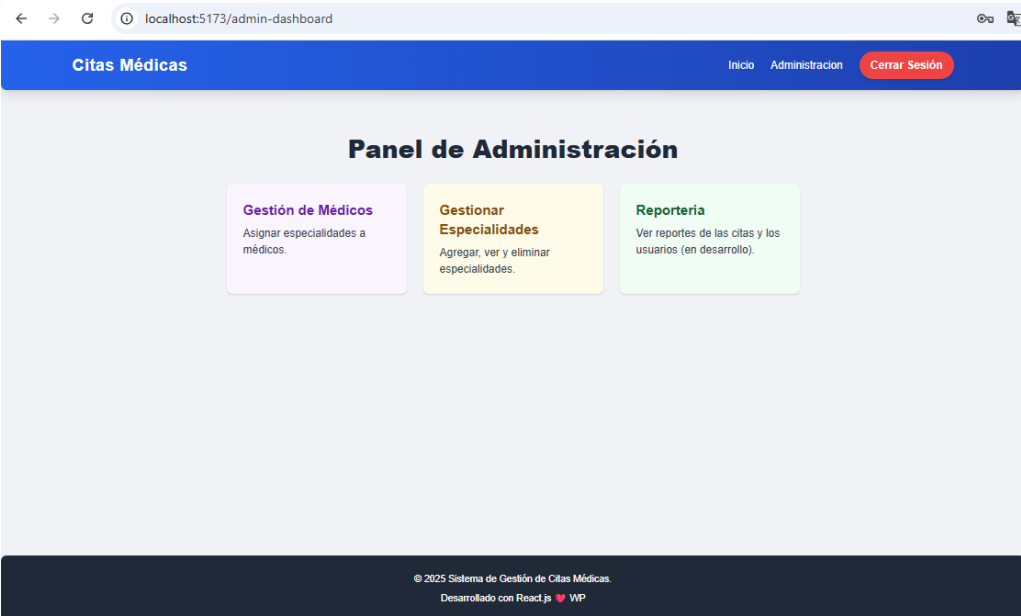 localhost:5173/admin-dashboard
Citas Médicas
Inicio
Administracion
Cerrar Sesión
Panel de Administración
Gestión de Médicos
Asignar especialidades a
médicos.
Gestionar
Especialidades
Agregar, ver y eliminar
especialidades.
Reporteria
Ver reportes de las citas y los
usuarios (en desarrollo).
© 2025 Sistema de Gestión de Citas Médicas.
Desarrollado con React.js ❤️ WP